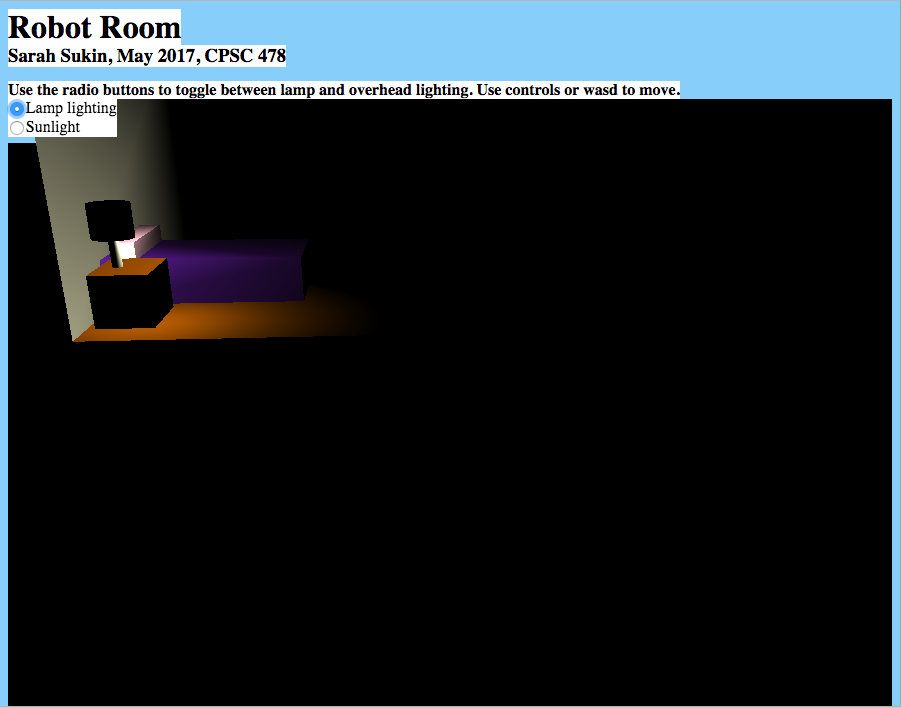 Robot Room
Sarah Sukin, May 2017, CPSC 478
Use the radio buttons to toggle between lamp and overhead lighting. Use controls or wasd to move.
Lamp lighting
Sunlight